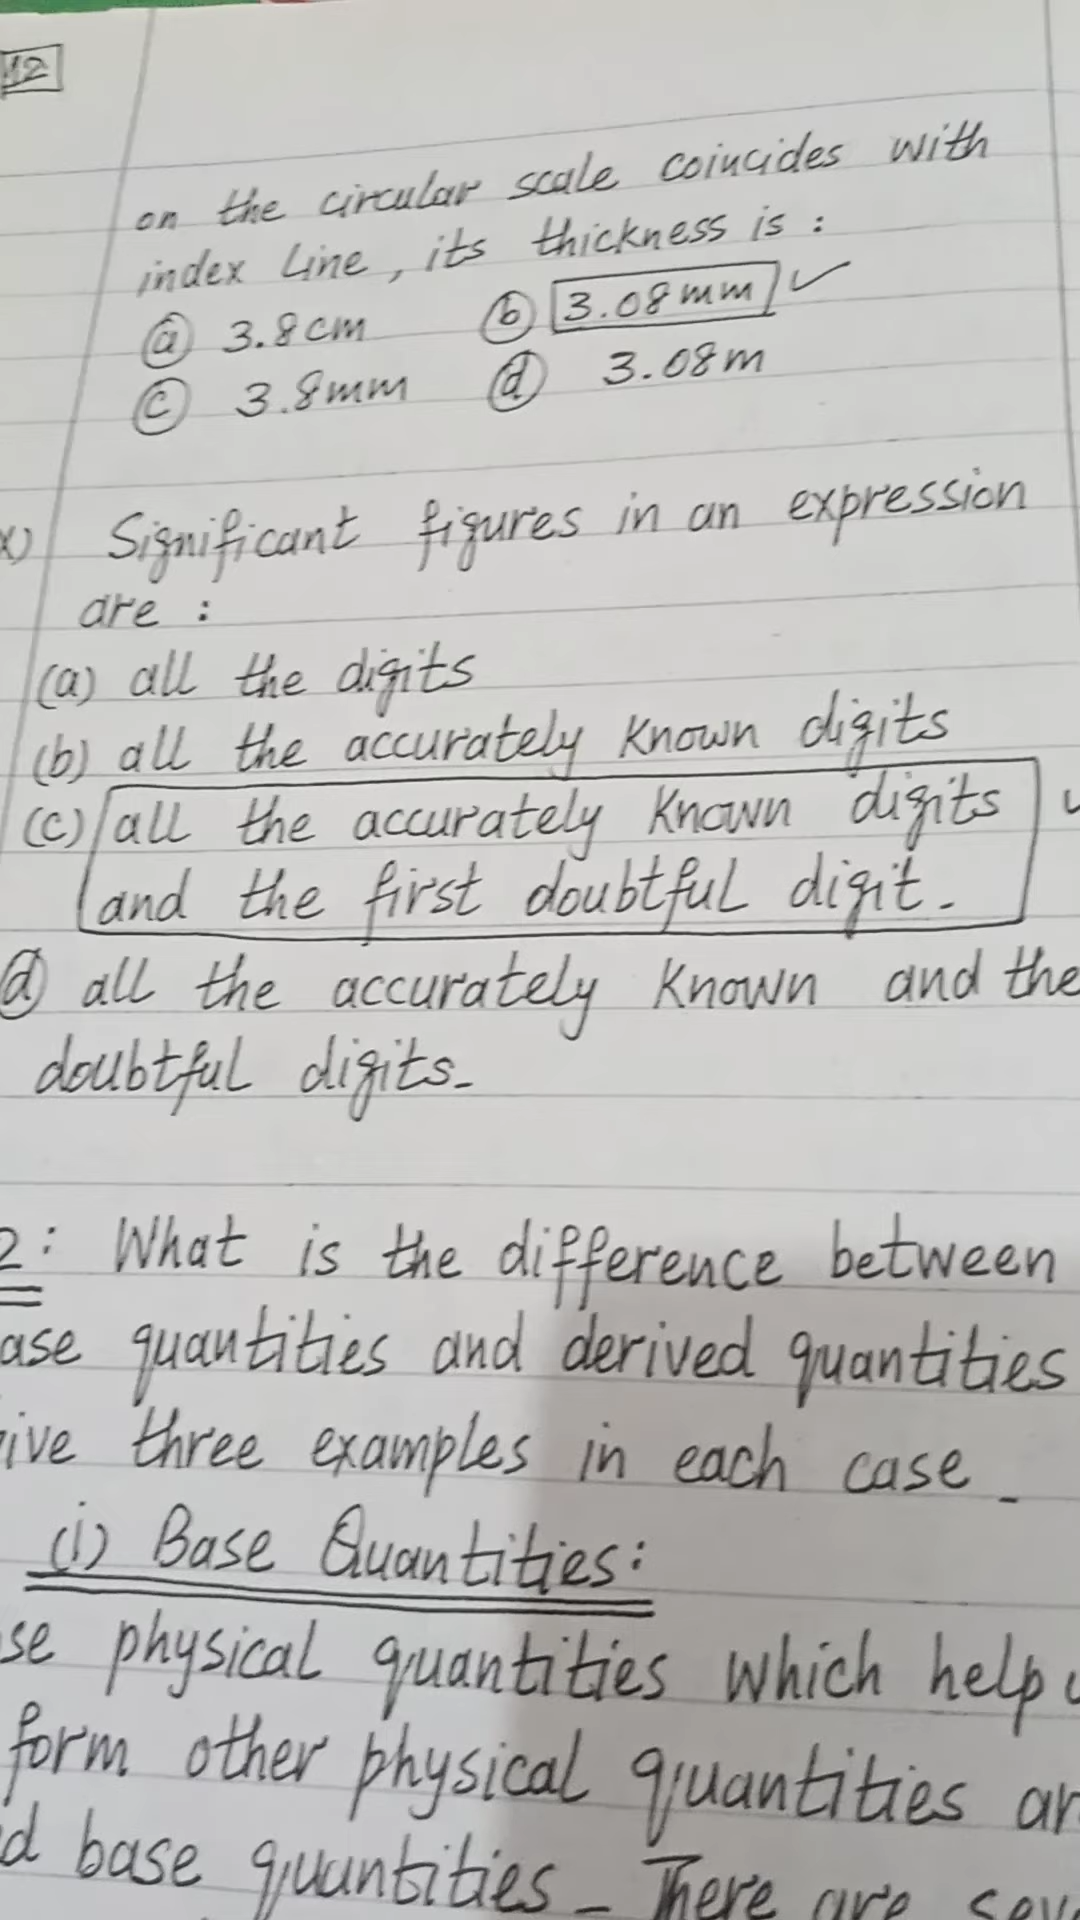 12
on the circular scale coincides with
index line, its thickness is :
(a) 3.8cm (b) 3.08mm ✓
(c) 3.8mm (d) 3.08m
x) Significant figures in an expression
are :
(a) all the digits
(b) all the accurately known digits
(c) all the accurately known digits
and the first doubtful digit.
(d) all the accurately known and the
doubtful digits.
2: What is the difference between
ase quantities and derived quantities
ive three examples in each case.
(i) Base Quantities:
se physical quantities which help
form other physical quantities ar
d base quantities. There are sev